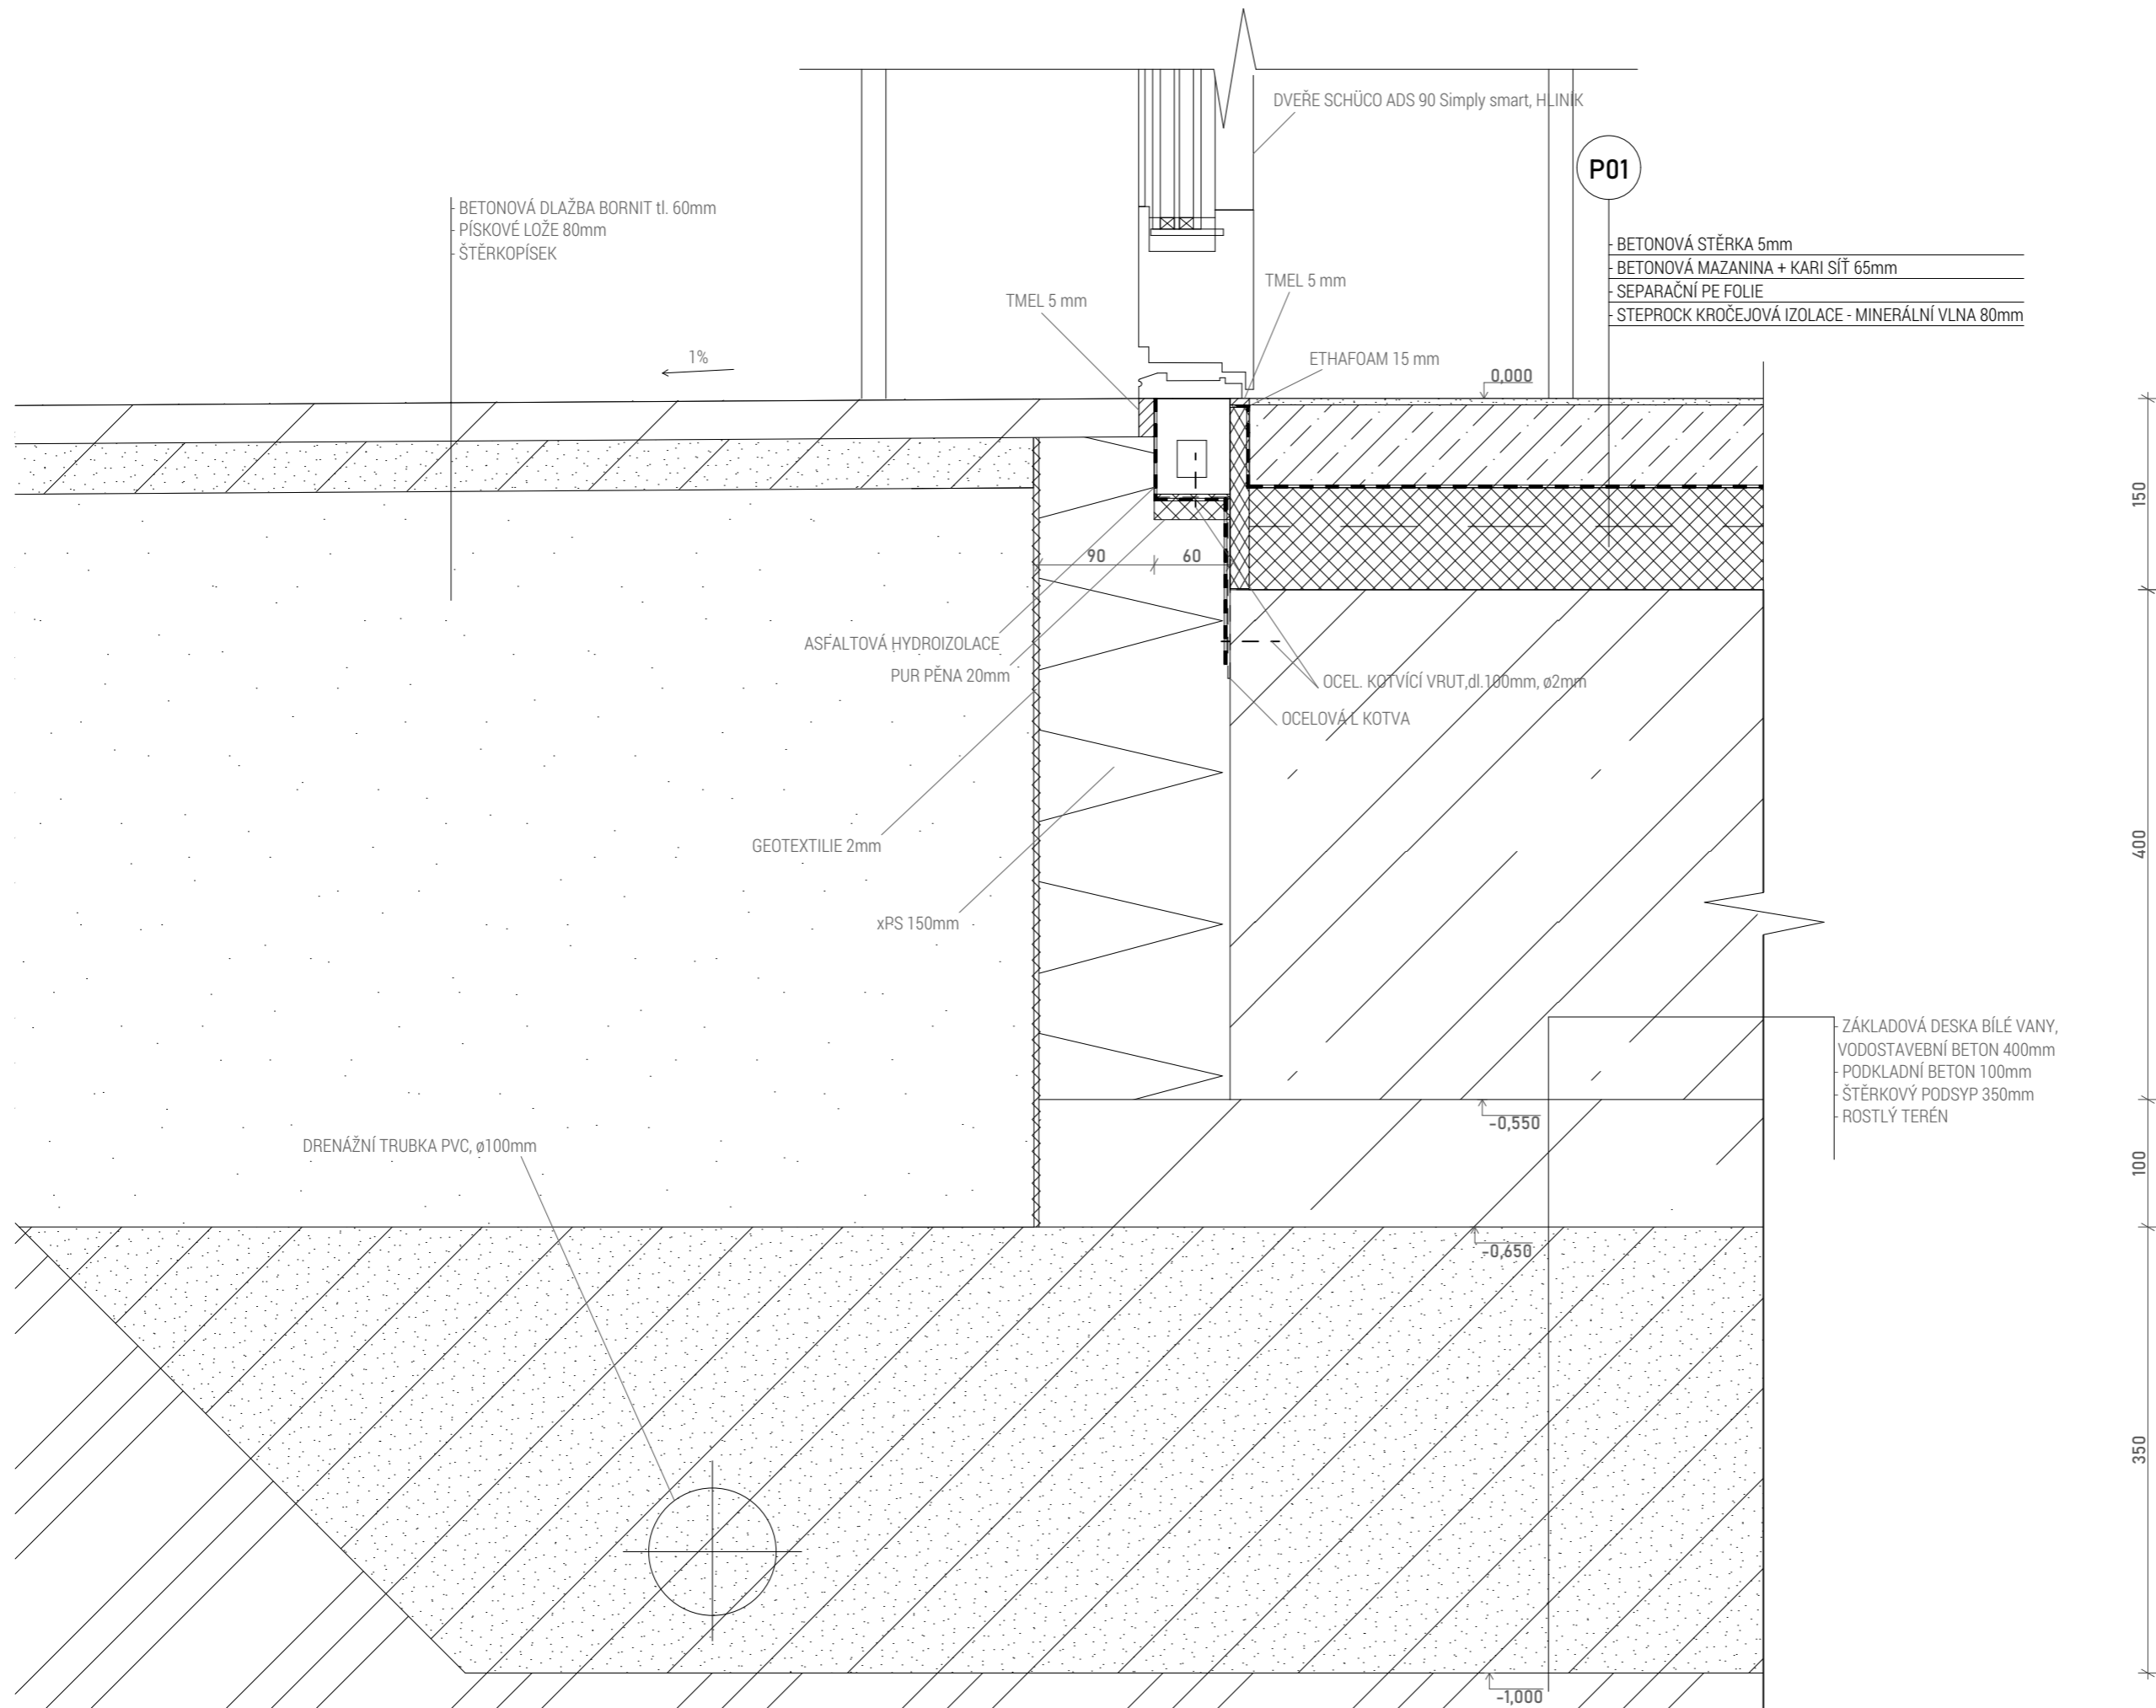 DVEŘE SCHÜCO ADS 90 Simply smart, HLINÍK
P01
- BETONOVÁ DLAŽBA BORNIT tl. 60mm
- PÍSKOVÉ LOŽE 80mm
- ŠTĚRKOPÍSEK
- BETONOVÁ STĚRKA 5mm
- BETONOVÁ MAZANINA + KARI SÍŤ 65mm
- SEPARAČNÍ PE FOLIE
- STEPROCK KROČEJOVÁ IZOLACE - MINERÁLNÍ VLNA 80mm
TMEL 5 mm
TMEL 5 mm
1%
ETHAFOAM 15 mm
0,000
150
90
60
ASFALTOVÁ HYDROIZOLACE
PUR PĚNA 20mm
OCEL. KOTVÍCÍ VRUT,dl.100mm, ø2mm
OCELOVÁ L KOTVA
GEOTEXTILIE 2mm
400
xPS 150mm
- ZÁKLADOVÁ DESKA BÍLÉ VANY,
VODOSTAVEBNÍ BETON 400mm
- PODKLADNÍ BETON 100mm
- ŠTĚRKOVÝ PODSYP 350mm
- ROSTLÝ TERÉN
-0,550
DRENÁŽNÍ TRUBKA PVC, ø100mm
100
-0,650
350
-1,000